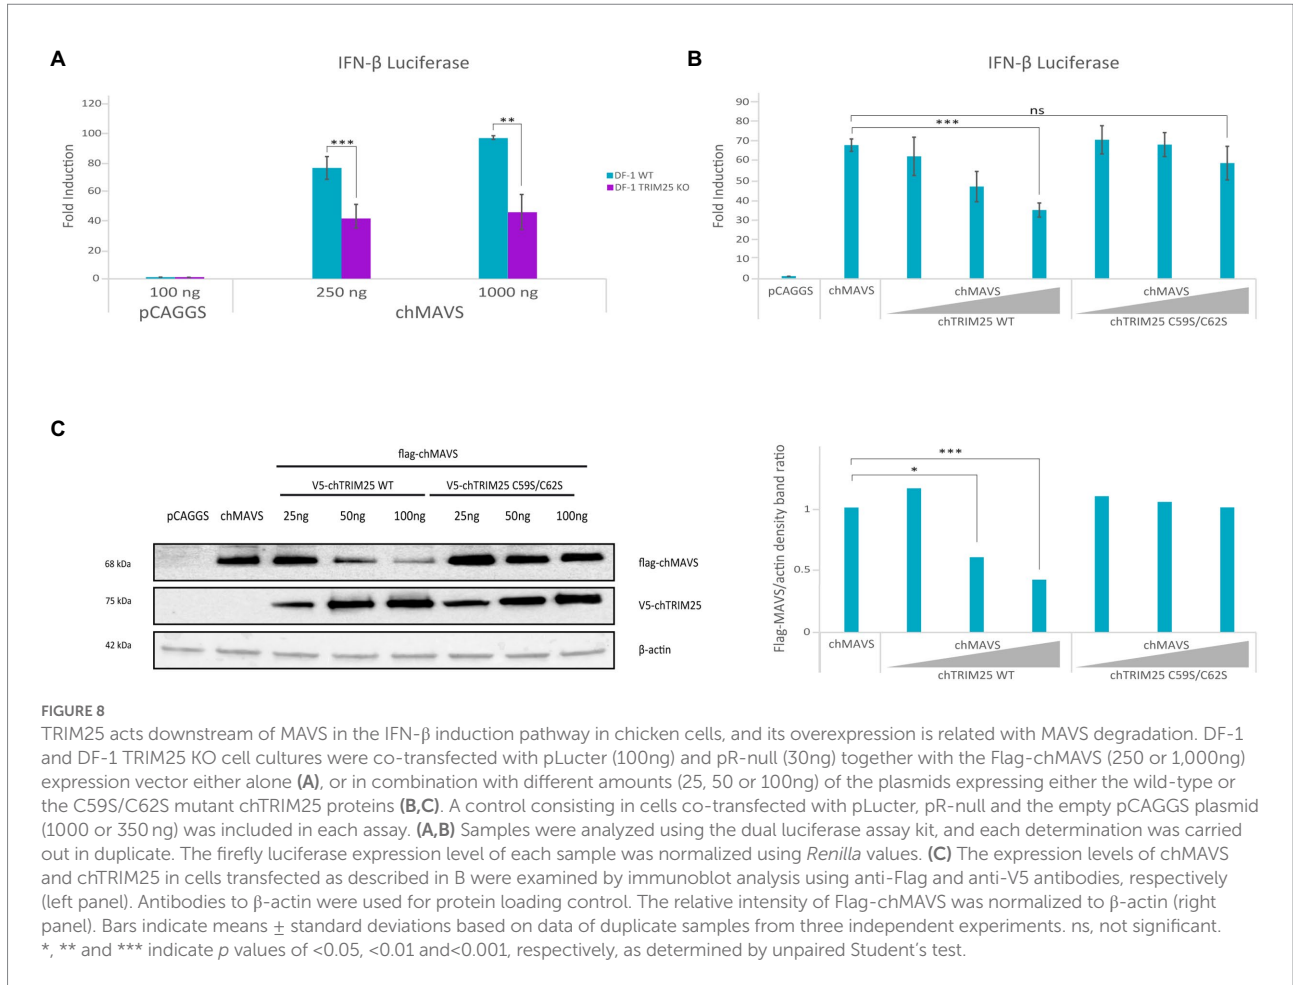 A
IFN-β Luciferase
120
100
80
60
40
20
0
Fold Induction
***
**
DF-1 WT
DF-1 TRIM25 KO
100 ng
250 ng
1000 ng
pCAGGS
chMAVS
B
IFN-β Luciferase
90
80
70
60
50
40
30
20
10
0
Fold Induction
ns
***
pCAGGS
chMAVS
chMAVS
chMAVS
chTRIM25 WT
chTRIM25 C59S/C62S
C
flag-chMAVS
V5-chTRIM25 WT
V5-chTRIM25 C59S/C62S
pCAGGS chMAVS 25ng 50ng 100ng 25ng 50ng 100ng
68 kDa
flag-chMAVS
75 kDa
V5-chTRIM25
42 kDa
β-actin
Flag-MAVS/actin density band ratio
1
0.5
0
***
*
chMAVS
chMAVS
chMAVS
chTRIM25 WT
chTRIM25 C59S/C62S
FIGURE 8
TRIM25 acts downstream of MAVS in the IFN-β induction pathway in chicken cells, and its overexpression is related with MAVS degradation. DF-1
and DF-1 TRIM25 KO cell cultures were co-transfected with pLucter (100ng) and pR-null (30ng) together with the Flag-chMAVS (250 or 1,000ng)
expression vector either alone (A), or in combination with different amounts (25, 50 or 100ng) of the plasmids expressing either the wild-type or
the C59S/C62S mutant chTRIM25 proteins (B,C). A control consisting in cells co-transfected with pLucter, pR-null and the empty pCAGGS plasmid
(1000 or 350 ng) was included in each assay. (A,B) Samples were analyzed using the dual luciferase assay kit, and each determination was carried
out in duplicate. The firefly luciferase expression level of each sample was normalized using Renilla values. (C) The expression levels of chMAVS
and chTRIM25 in cells transfected as described in B were examined by immunoblot analysis using anti-Flag and anti-V5 antibodies, respectively
(left panel). Antibodies to β-actin were used for protein loading control. The relative intensity of Flag-chMAVS was normalized to β-actin (right
panel). Bars indicate means ± standard deviations based on data of duplicate samples from three independent experiments. ns, not significant.
*, ** and *** indicate p values of <0.05, <0.01 and<0.001, respectively, as determined by unpaired Student's test.